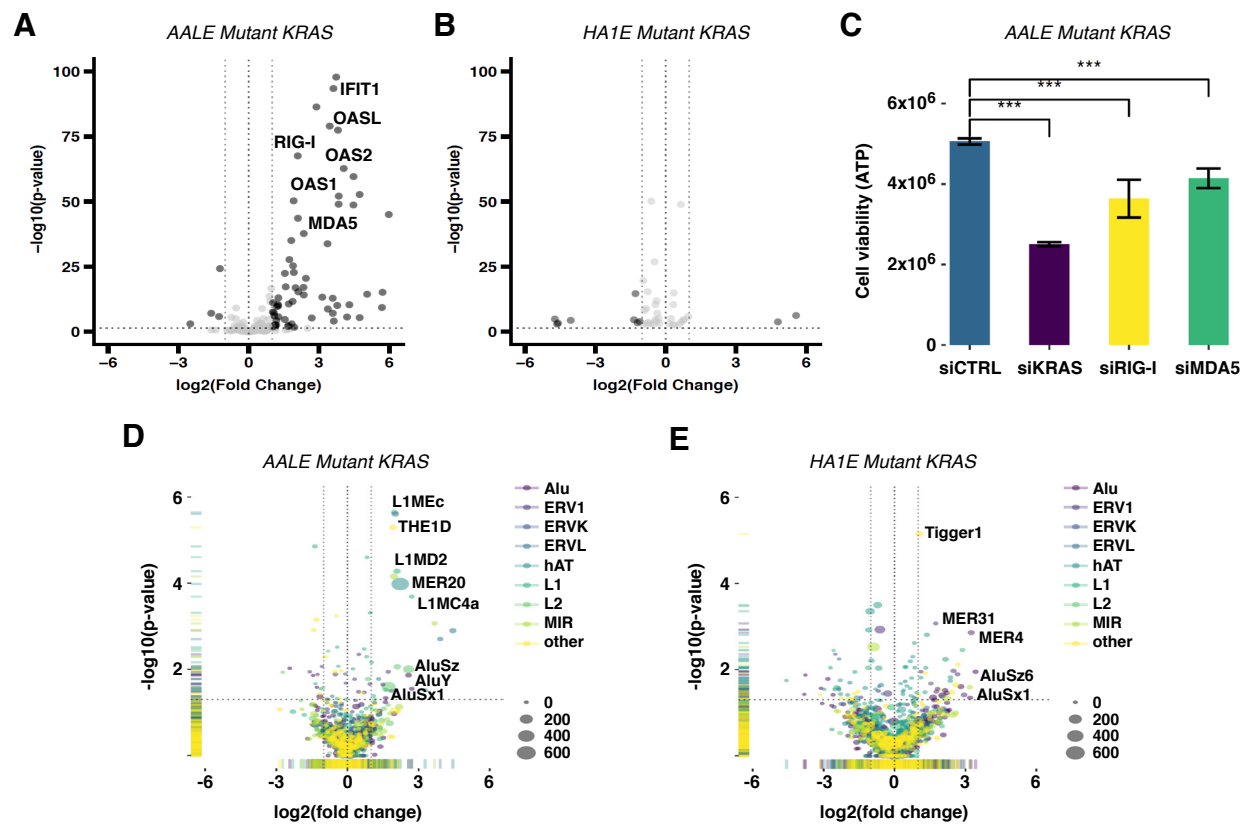 A
AALE Mutant KRAS
−log10(p-value)
100
75
50
25
0
IFIT1
OASL
RIG-I
OAS2
OAS1
MDA5
−6
−3
0
3
6
log2(Fold Change)
B
HA1E Mutant KRAS
−log10(p-value)
100
75
50
25
0
−6
−3
0
3
6
log2(Fold Change)
C
AALE Mutant KRAS
Cell viability (ATP)
6x10⁶
4x10⁶
2x10⁶
0
***
***
***
siCTRL
siKRAS
siRIG-I
siMDA5
D
AALE Mutant KRAS
-log10(p-value)
6
4
2
L1MEc
THE1D
L1MD2
MER20
L1MC4a
AluSz
AluY
AluSx1
-6
-3
0
3
6
log2(fold change)
Alu
ERV1
ERVK
ERVL
hAT
L1
L2
MIR
other
0
200
400
600
E
HA1E Mutant KRAS
-log10(p-value)
6
4
2
Tigger1
MER31
MER4
AluSz6
AluSx1
-6
-3
0
3
6
log2(fold change)
Alu
ERV1
ERVK
ERVL
hAT
L1
L2
MIR
other
0
200
400
600